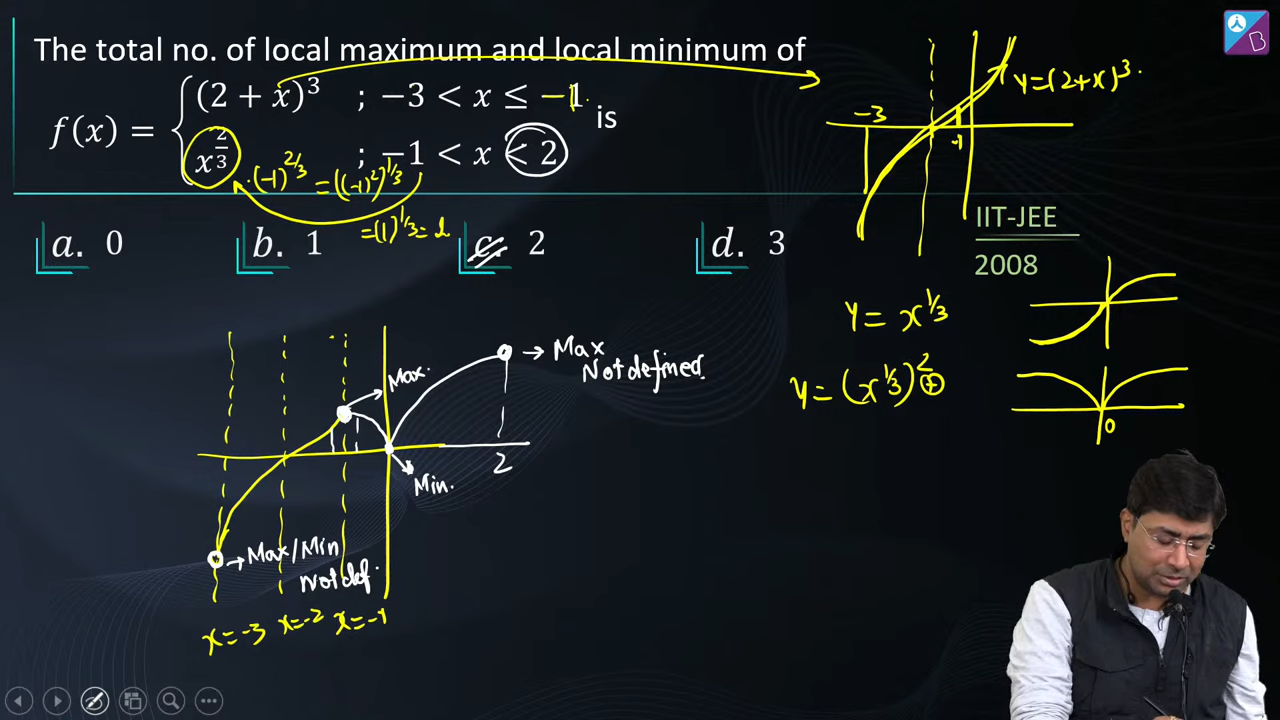 The total no. of local maximum and local minimum of
f(x) = { (2 + x)³ ; −3 < x ≤ −1
x^(2/3) ; −1 < x < 2
is
·(−1)^(2/3) = ((−1)²)^(1/3)
=(1)^(1/3) = 1
a. 0
b. 1
c. 2
d. 3
IIT-JEE
2008
−3
−1
y=(2+x)³.
y = x^(1/3)
y = (x^(1/3))² ⊕
0
Max.
→ Max
Not defined.
2
Min.
→ Max/Min
Not def.
x=−3 x=−2 x=−1
B